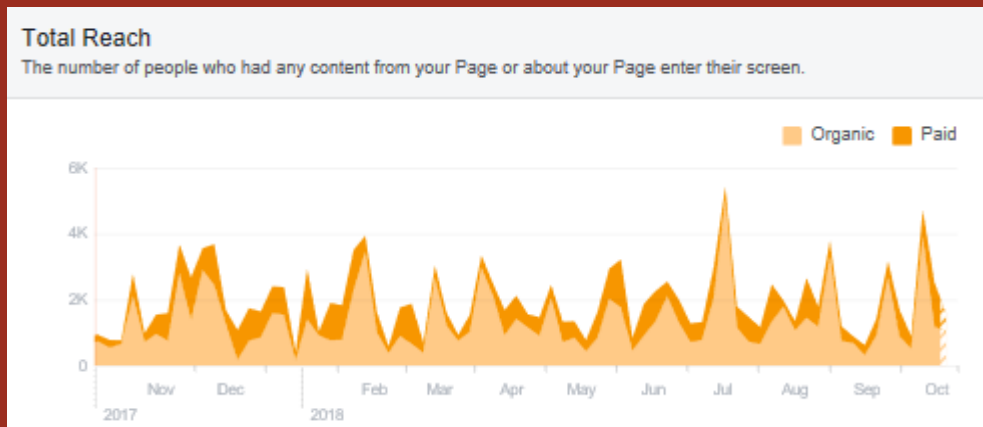 Total Reach
The number of people who had any content from your Page or about your Page enter their screen.
Organic Paid
6K
4K
2K
0
Nov Dec Feb Mar Apr May Jun Jul Aug Sep Oct
2017 2018